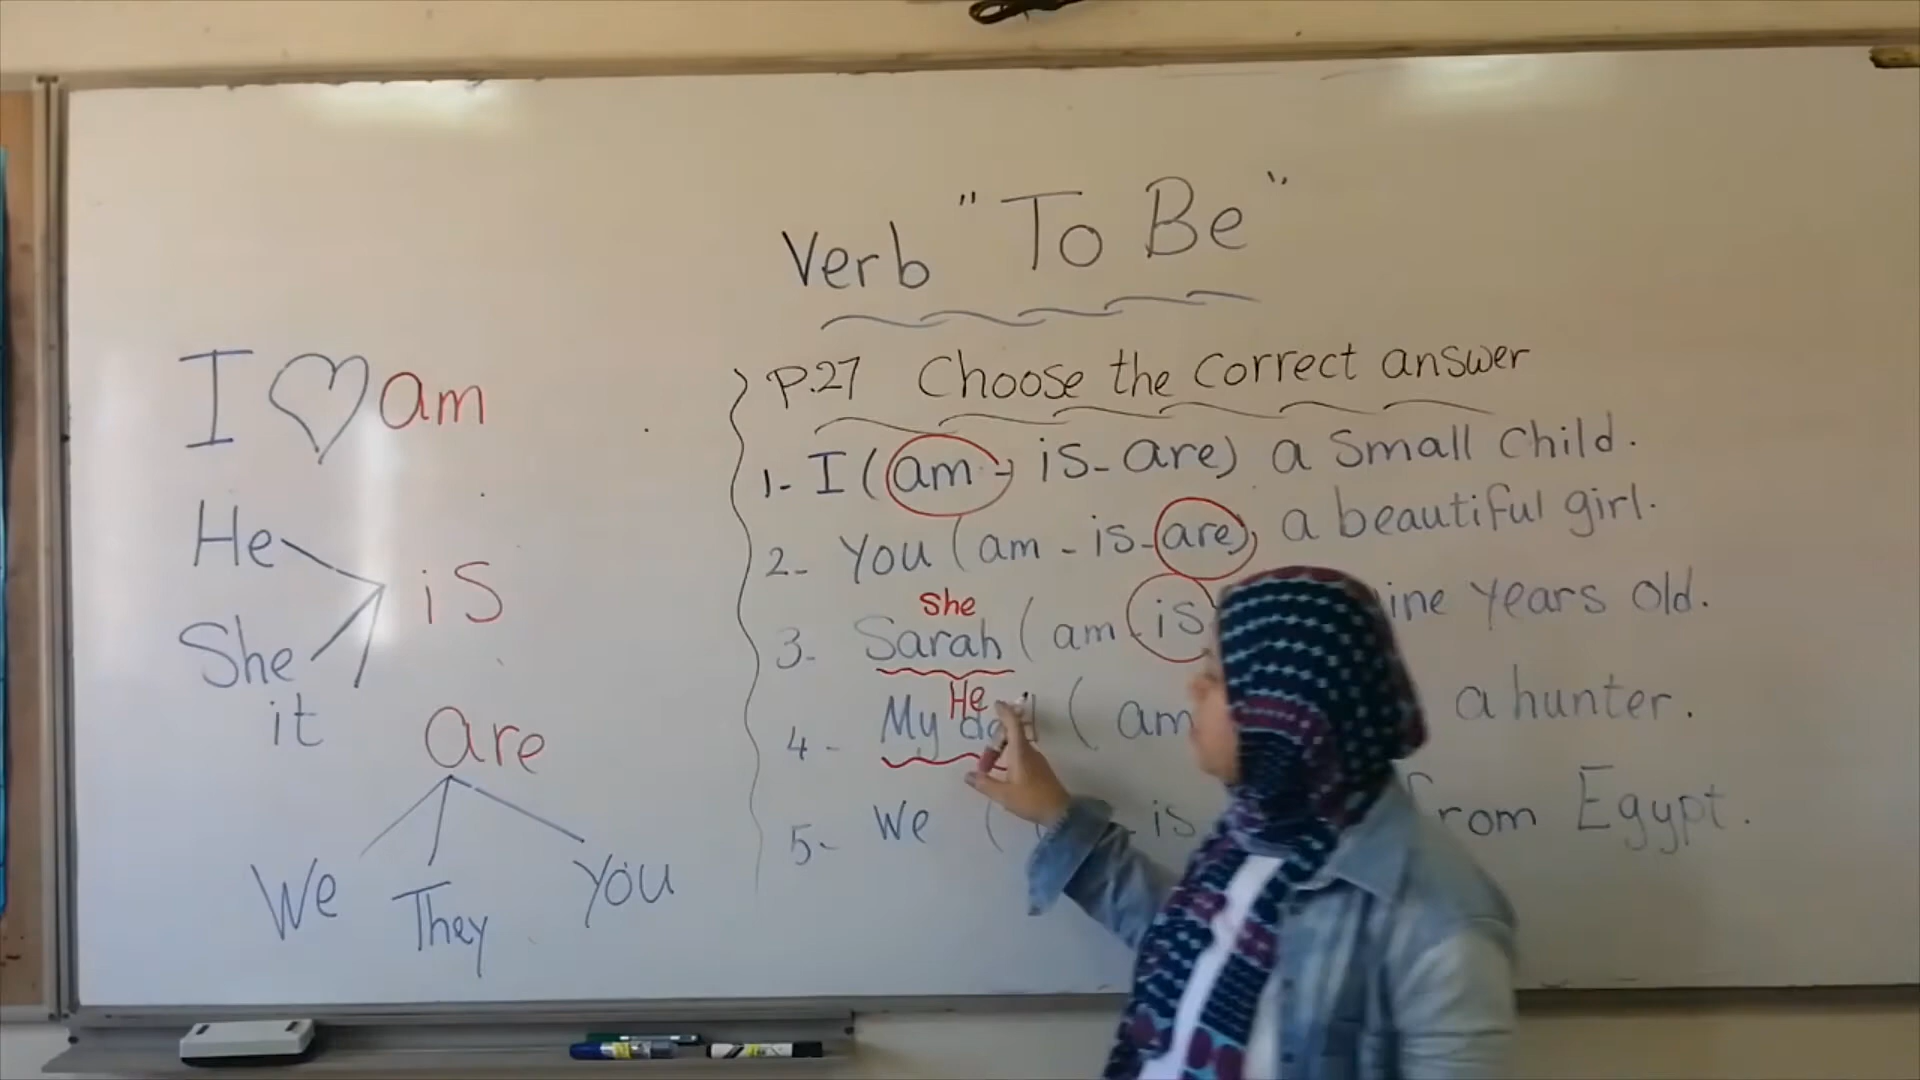 Verb "To Be"
I am
He
is
She
it
are
We They You
P.27 Choose the correct answer
1- I (am - is - are) a small child.
2- You (am - is - are) a beautiful girl.
She
3- Sarah (am - is years old.
He
4- My (am a hunter.
5- We ( - is Egypt.